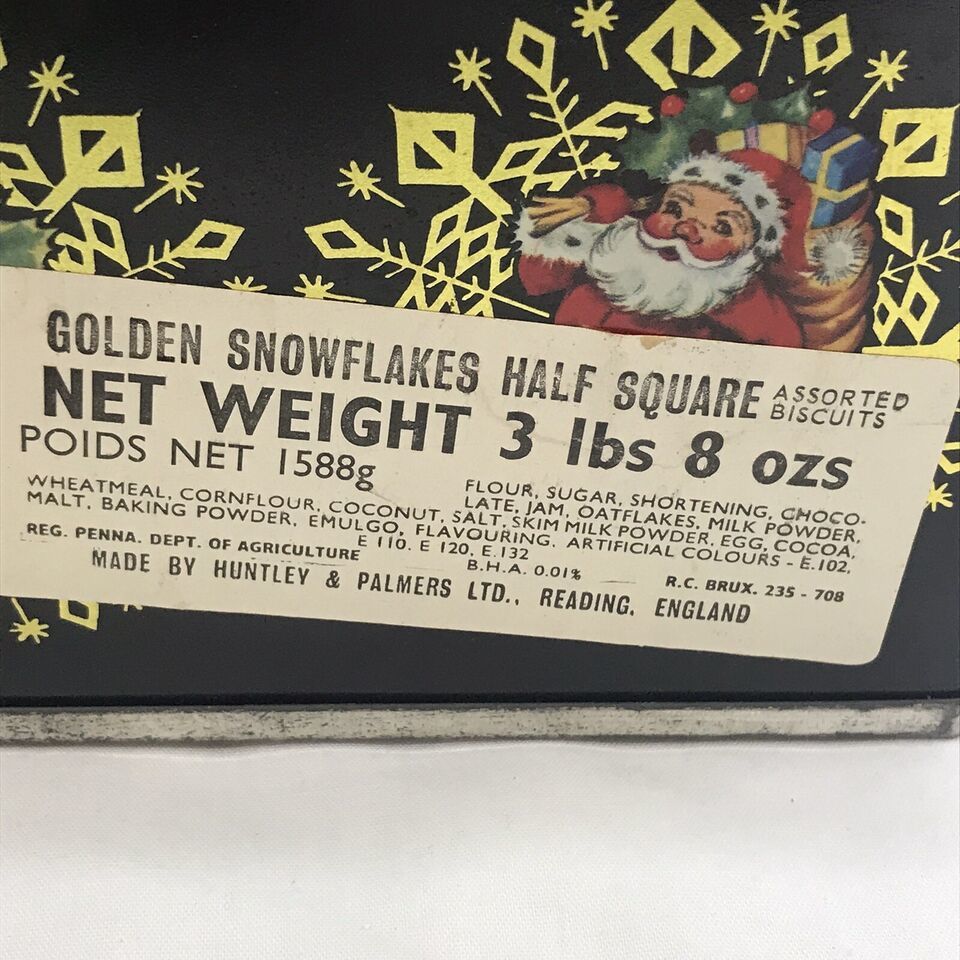 GOLDEN SNOWFLAKES HALF SQUARE ASSORTED BISCUITS
NET WEIGHT 3 lbs 8 ozs
POIDS NET 1588g
FLOUR, SUGAR, SHORTENING, CHOCO-
LATE, JAM, OATFLAKES, MILK POWDER,
WHEATMEAL, CORNFLOUR, COCONUT, SALT, SKIM MILK POWDER, EGG, COCOA,
MALT, BAKING POWDER, EMULGO, FLAVOURING. ARTIFICIAL COLOURS - E.102,
E 110. E 120, E.132
REG. PENNA. DEPT. OF AGRICULTURE
B.H.A. 0.01%
R.C. BRUX. 235 - 708
MADE BY HUNTLEY & PALMERS LTD., READING, ENGLAND